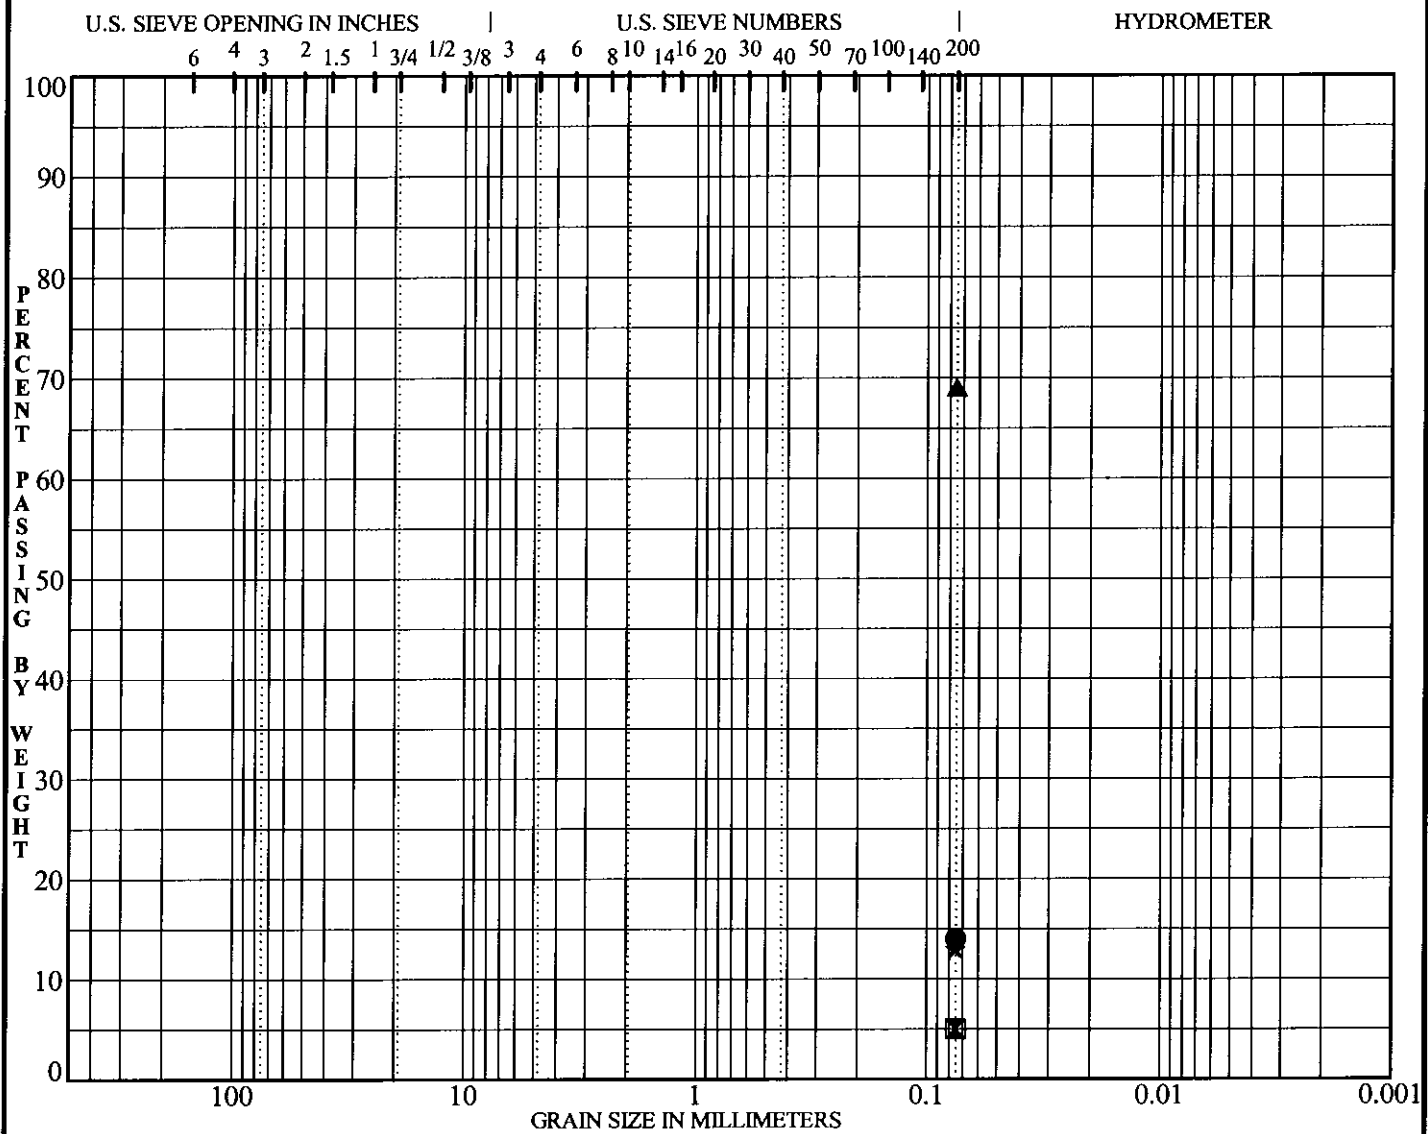 U.S. SIEVE OPENING IN INCHES | U.S. SIEVE NUMBERS | HYDROMETER
6 4 3 2 1.5 1 3/4 1/2 3/8 3 4 6 8 10 14 16 20 30 40 50 70 100 140 200
100
90
80
70
60
50
40
30
20
10
0
PERCENT PASSING BY WEIGHT
100 10 1 0.1 0.01 0.001
GRAIN SIZE IN MILLIMETERS